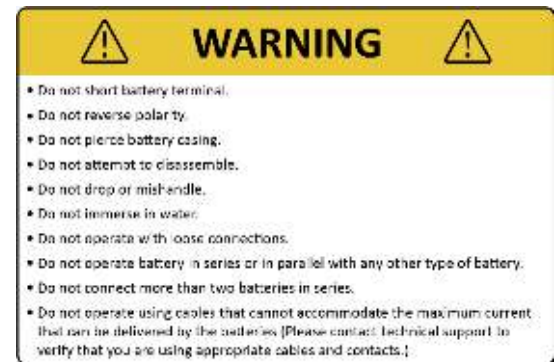 WARNING
• Do not short battery terminal.
• Do not reverse polarity.
• Do not pierce battery casing.
• Do not attempt to disassemble.
• Do not drop or mishandle.
• Do not immerse in water.
• Do not operate with loose connections.
• Do not operate battery in series or in parallel with any other type of battery.
• Do not connect more than two batteries in series.
• Do not operate using cables that cannot accommodate the maximum current
that can be delivered by the batteries (Please contact technical support to
verify that you are using appropriate cables and contacts.)